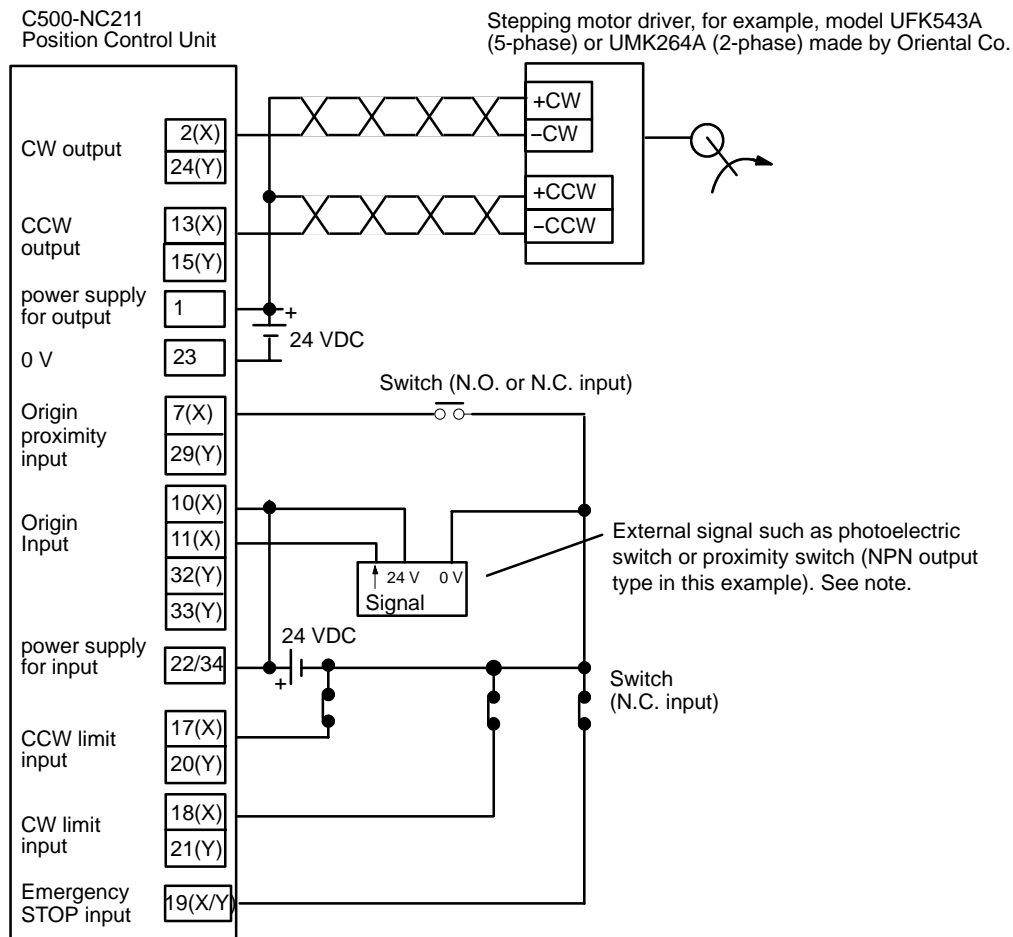 C500-NC211
Position Control Unit
Stepping motor driver, for example, model UFK543A
(5-phase) or UMK264A (2-phase) made by Oriental Co.
CW output
2(X)
24(Y)
+CW
–CW
+CCW
–CCW
CCW
output
13(X)
15(Y)
power supply
for output
1
+
24 VDC
0 V
23
Switch (N.O. or N.C. input)
Origin
proximity
input
7(X)
29(Y)
Origin
Input
10(X)
11(X)
32(Y)
33(Y)
24 V
0 V
Signal
External signal such as photoelectric
switch or proximity switch (NPN output
type in this example). See note.
power supply
for input
22/34
24 VDC
+
Switch
(N.C. input)
CCW limit
input
17(X)
20(Y)
CW limit
input
18(X)
21(Y)
Emergency
STOP input
19(X/Y)